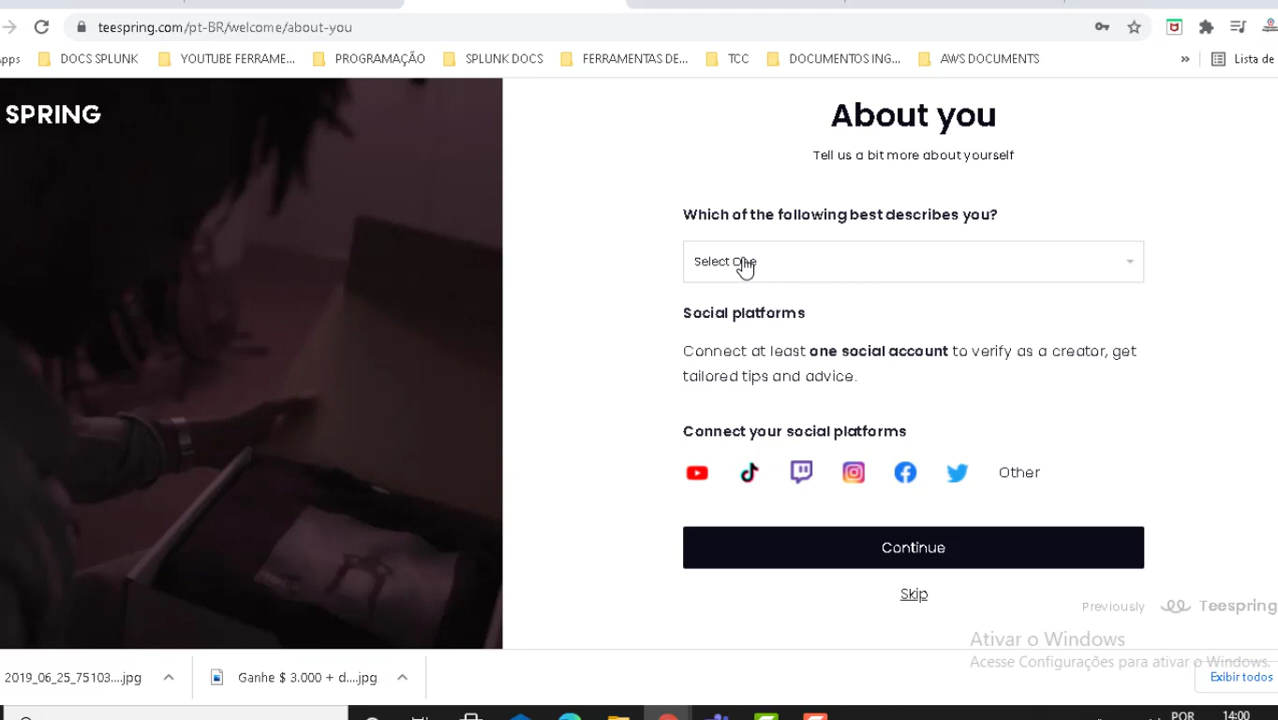 teespring.com/pt-BR/welcome/about-you
DOCS SPLUNK YOUTUBE FERRAME... PROGRAMAÇÃO SPLUNK DOCS FERRAMENTAS DE... TCC DOCUMENTOS ING... AWS DOCUMENTS » Lista de
SPRING
About you
Tell us a bit more about yourself
Which of the following best describes you?
Select One
Social platforms
Connect at least one social account to verify as a creator, get
tailored tips and advice.
Connect your social platforms
Other
Continue
Skip
Previously Teespring
Ativar o Windows
Acesse Configurações para ativar o Windows.
2019_06_25_75103....jpg Ganhe $ 3.000 + d....jpg Exibir todos
POR 14:00